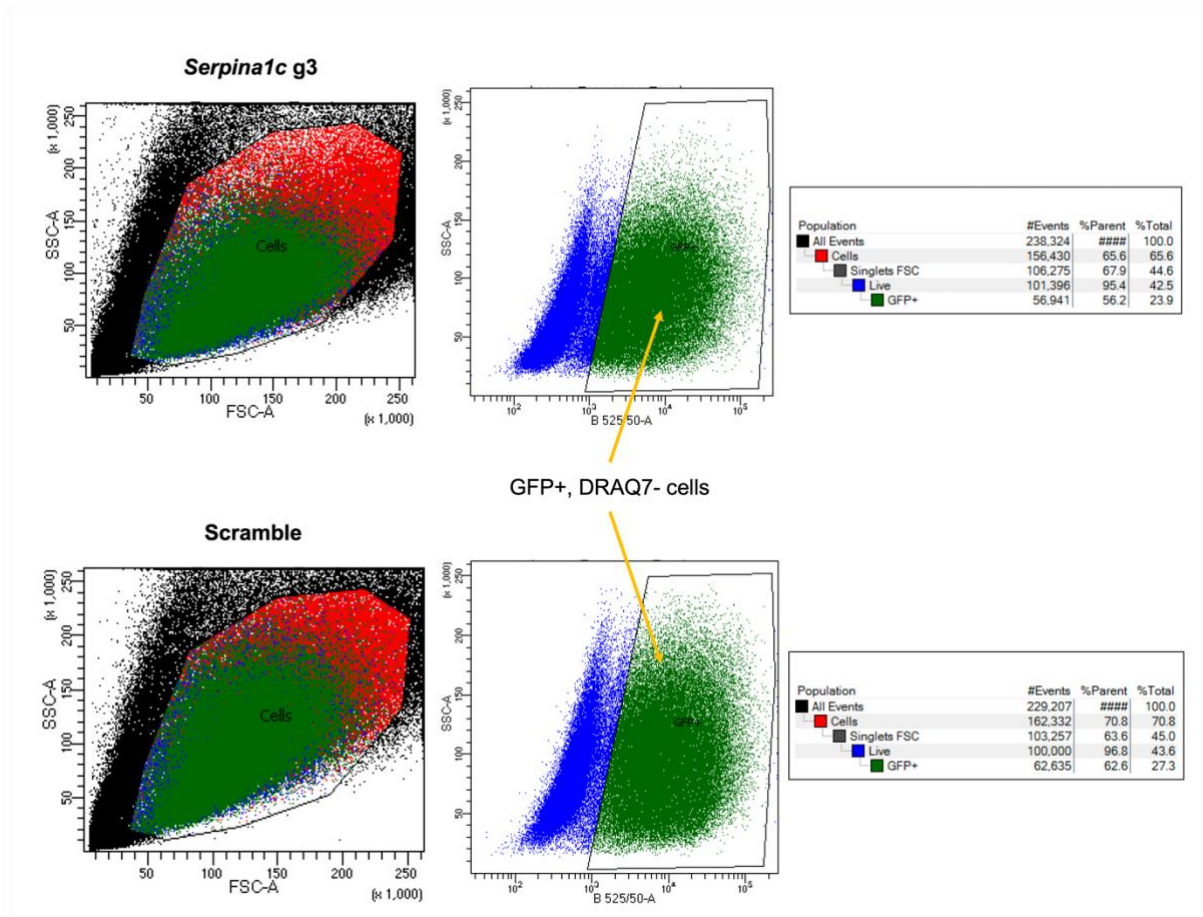 Serpina1c g3
(x 1,000)
250
200
150
100
50
SSC-A
Cells
50 100 150 200 250
FSC-A
(x 1,000)
(x 1,000)
250
200
150
100
50
SSC-A
GFP+
10² 10³ 10⁴ 10⁵
B 525/50-A
Population #Events %Parent %Total
All Events 238,324 #### 100.0
Cells 156,430 65.6 65.6
Singlets FSC 106,275 67.9 44.6
Live 101,396 95.4 42.5
GFP+ 56,941 56.2 23.9
GFP+, DRAQ7- cells
Scramble
(x 1,000)
250
200
150
100
50
SSC-A
Cells
50 100 150 200 250
FSC-A
(x 1,000)
(x 1,000)
250
200
150
100
50
SSC-A
GFP+
10² 10³ 10⁴ 10⁵
B 525/50-A
Population #Events %Parent %Total
All Events 229,207 #### 100.0
Cells 162,332 70.8 70.8
Singlets FSC 103,257 63.6 45.0
Live 100,000 96.8 43.6
GFP+ 62,635 62.6 27.3